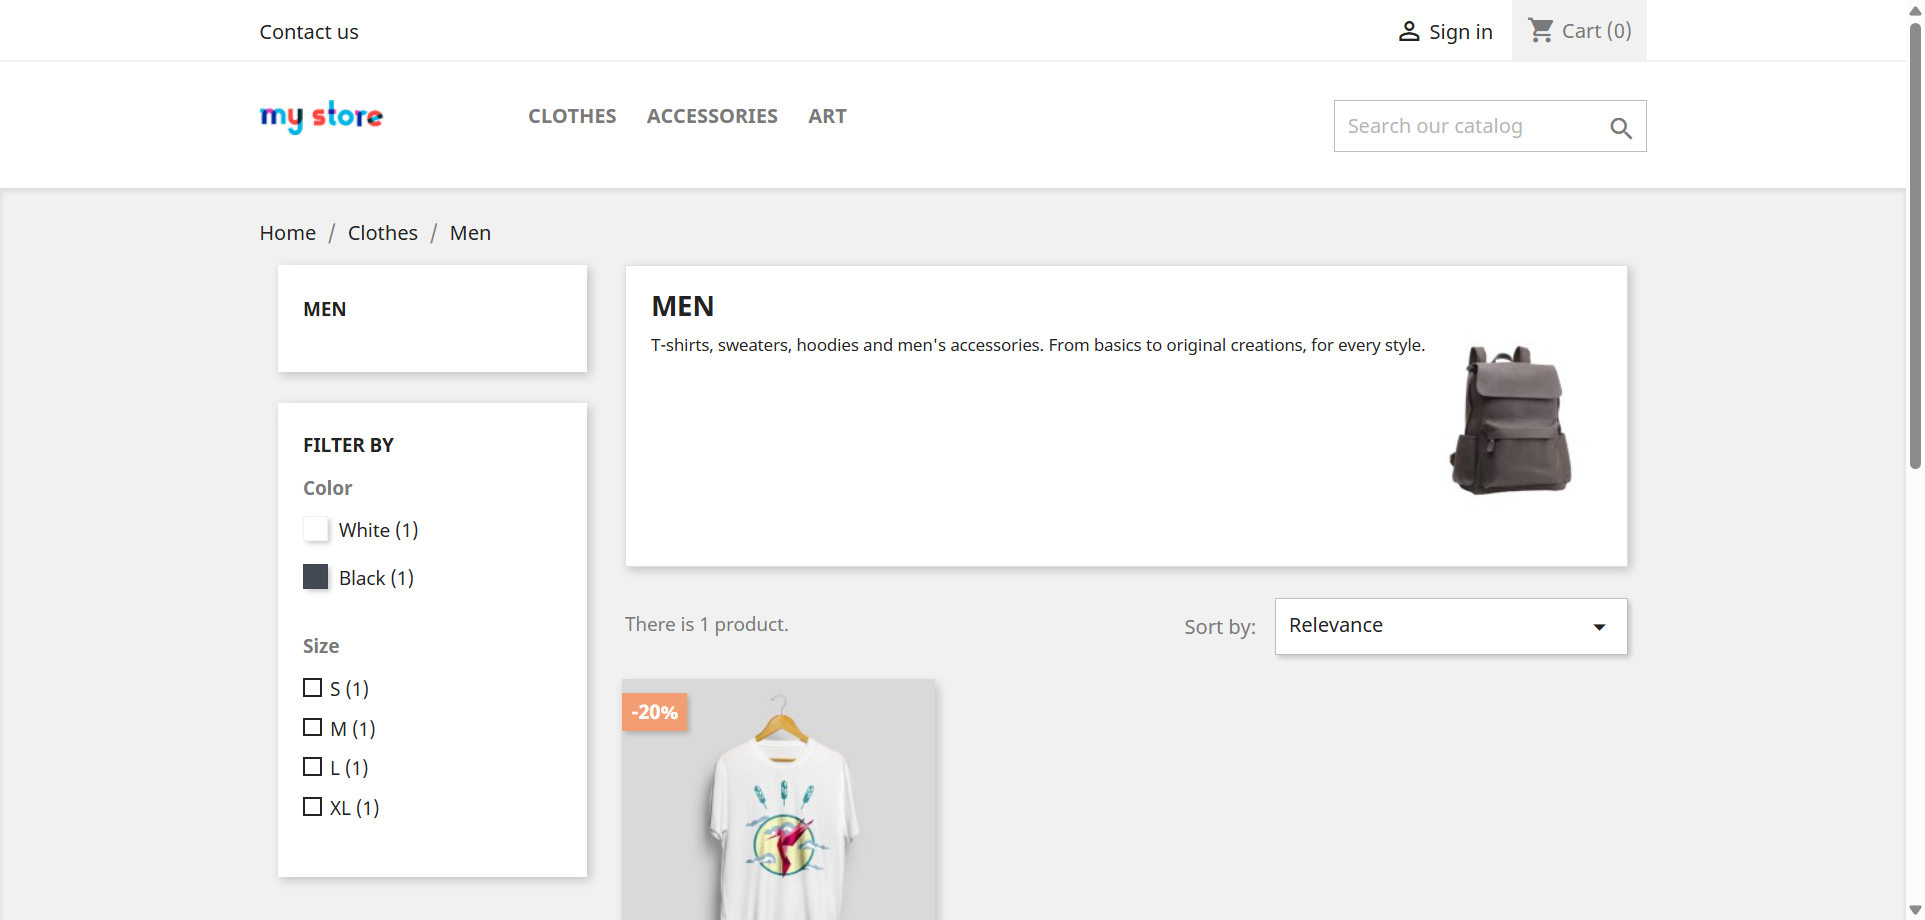 Contact us
Sign in
Cart (0)
my store
CLOTHES
ACCESSORIES
ART
Search our catalog
Home / Clothes / Men
MEN
FILTER BY
Color
White (1)
Black (1)
Size
S (1)
M (1)
L (1)
XL (1)
MEN
T-shirts, sweaters, hoodies and men's accessories. From basics to original creations, for every style.
There is 1 product.
Sort by:
Relevance
-20%